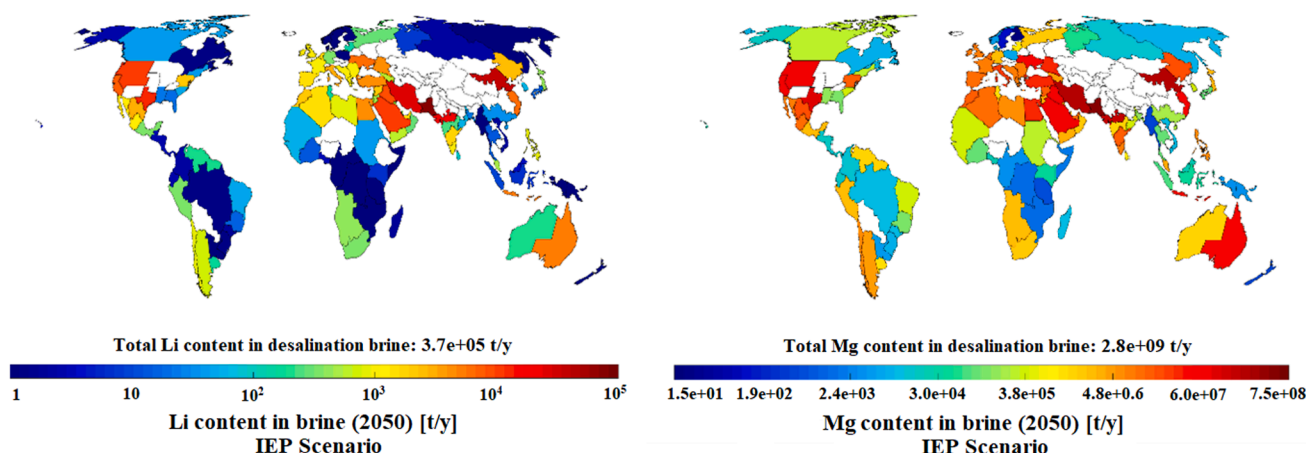 Total Li content in desalination brine: 3.7e+05 t/y
1 10 10² 10³ 10⁴ 10⁵
Li content in brine (2050) [t/y]
IEP Scenario
Total Mg content in desalination brine: 2.8e+09 t/y
1.5e+01 1.9e+02 2.4e+03 3.0e+04 3.8e+05 4.8+e+6 6.0e+07 7.5e+08
Mg content in brine (2050) [t/y]
IEP Scenario